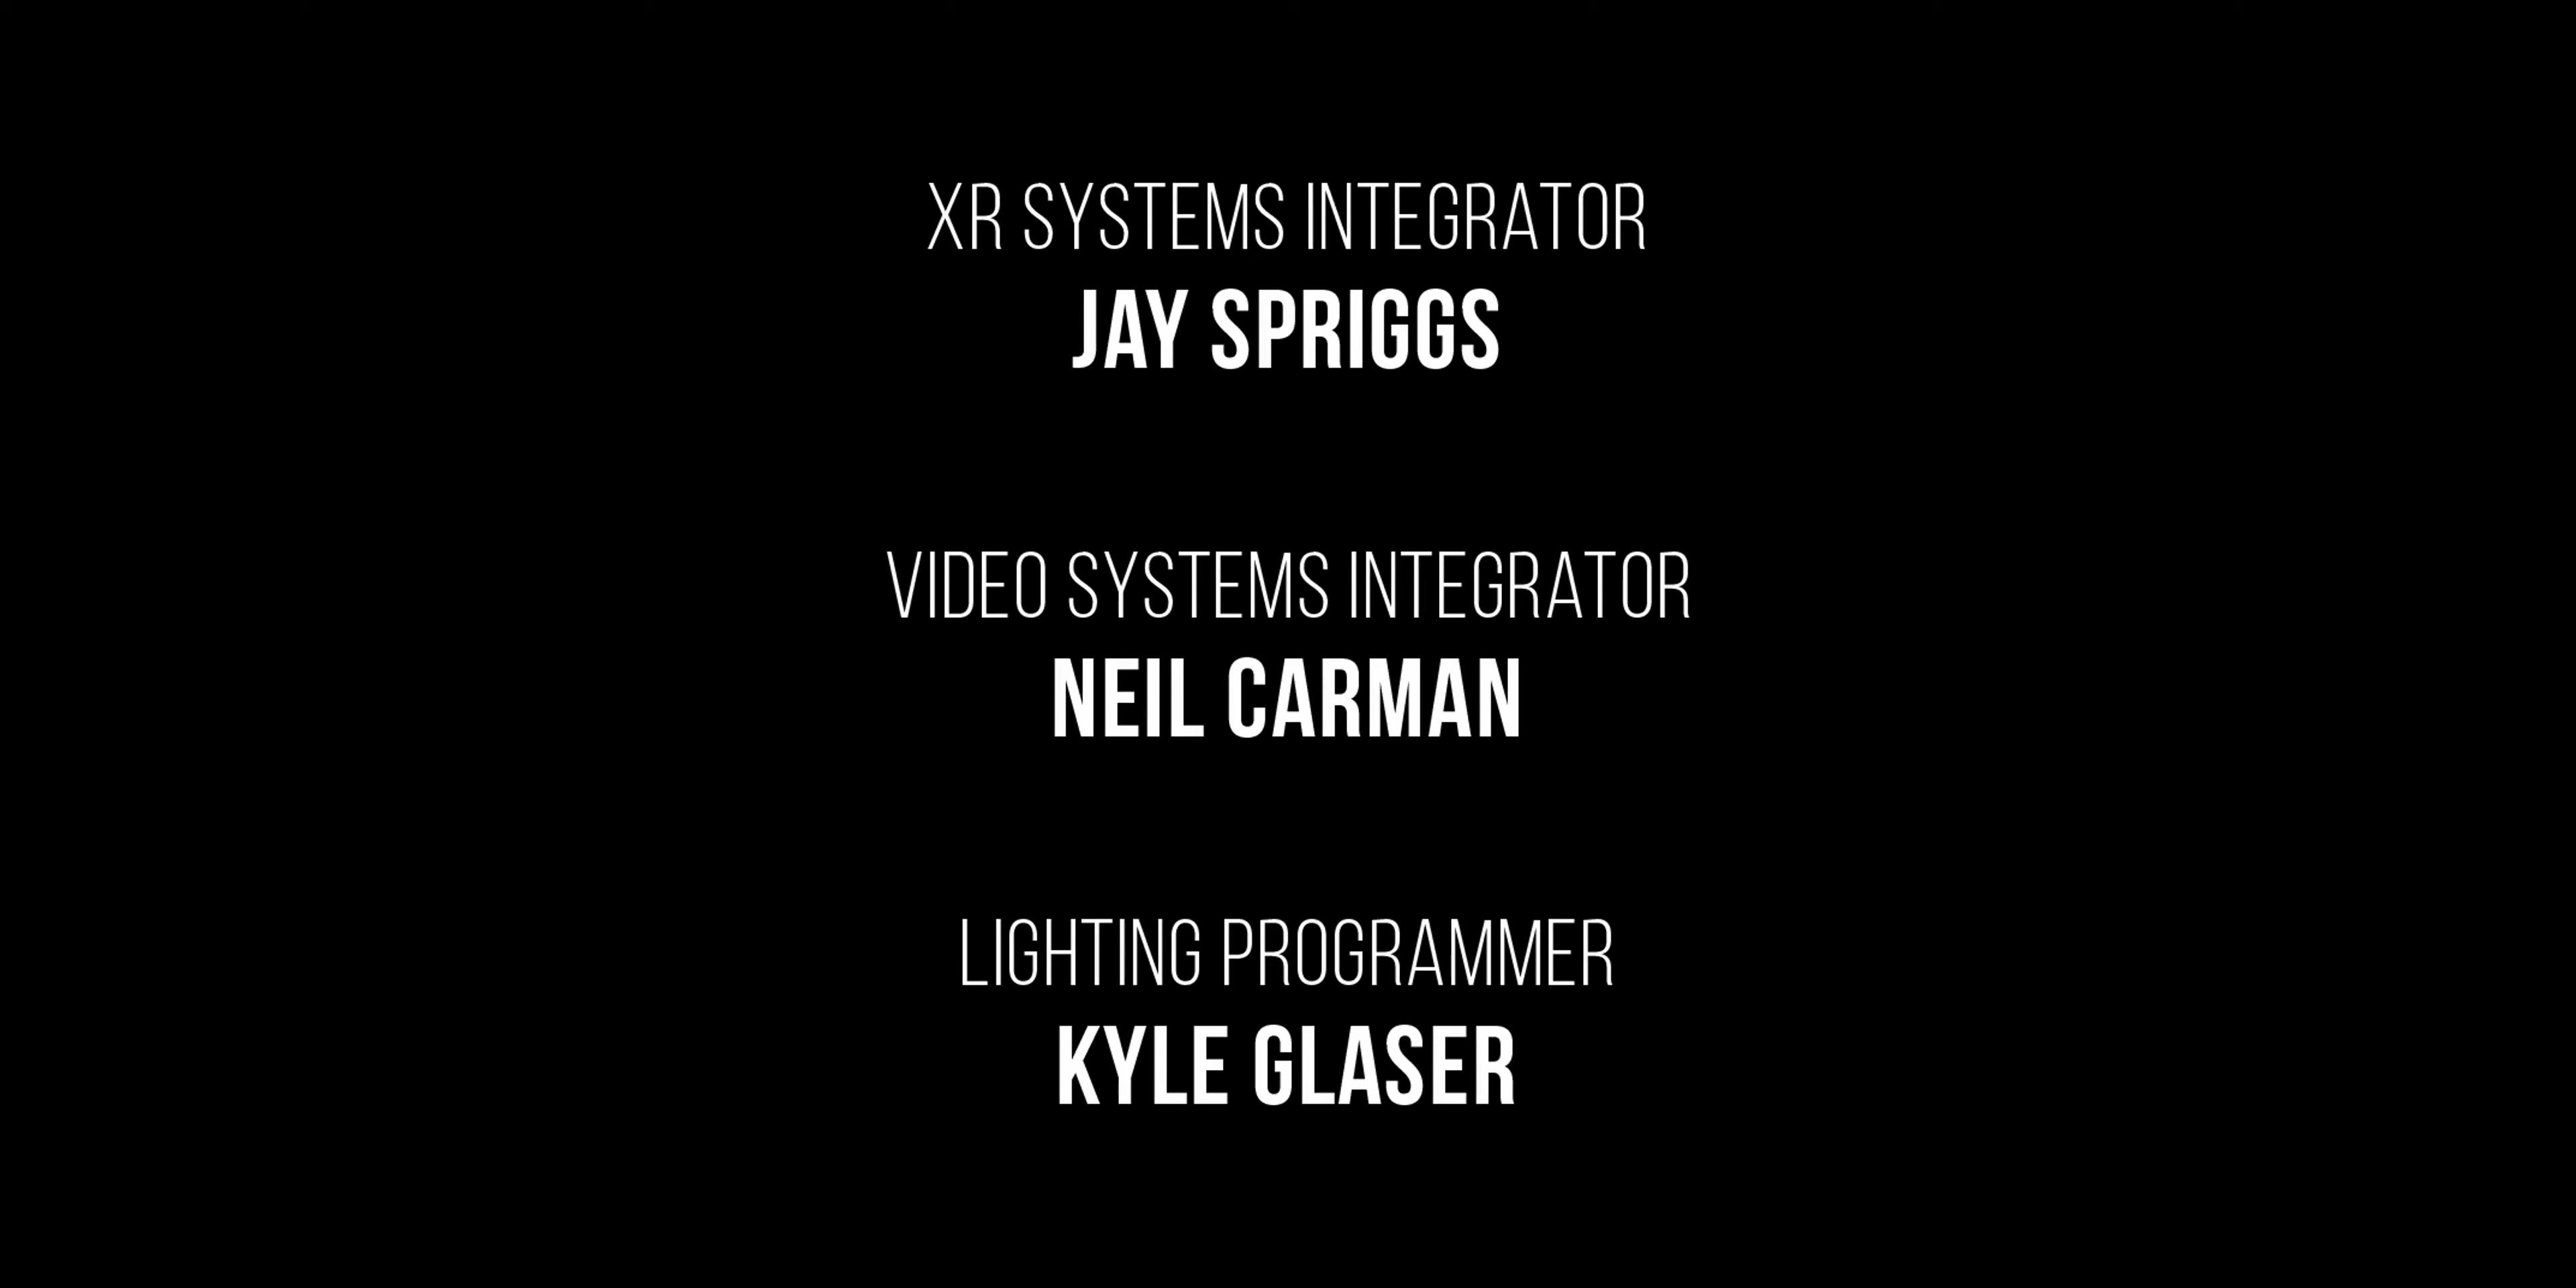 XR SYSTEMS INTEGRATOR
JAY SPRIGGS
VIDEO SYSTEMS INTEGRATOR
NEIL CARMAN
LIGHTING PROGRAMMER
KYLE GLASER